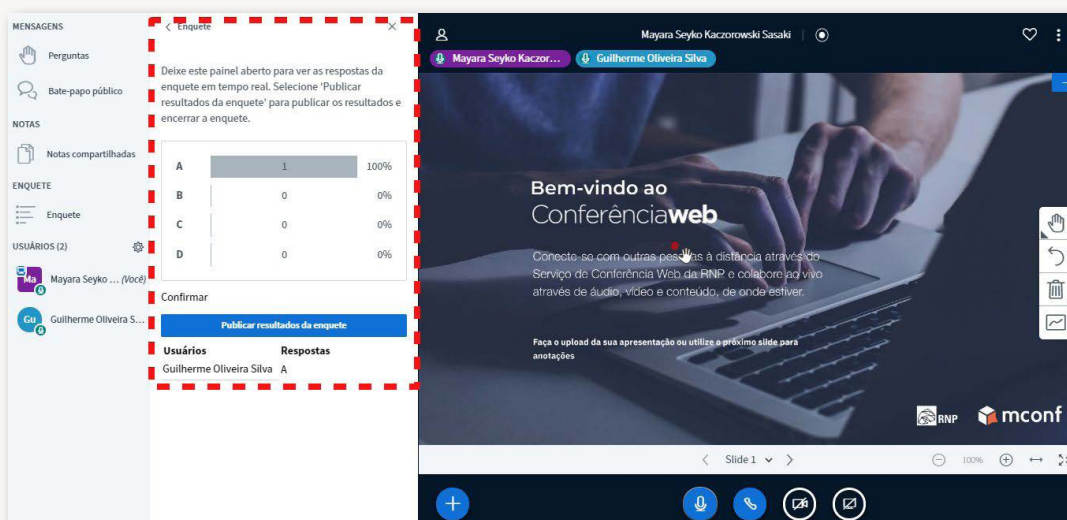 MENSAGENS
Perguntas
Bate-papo público
NOTAS
Notas compartilhadas
ENQUETE
Enquete
USUÁRIOS (2)
Ma
Mayara Seyko ... (Você)
Gu
Guilherme Oliveira S...
Enquete
Deixe este painel aberto para ver as respostas da
enquete em tempo real. Selecione 'Publicar
resultados da enquete' para publicar os resultados e
encerrar a enquete.
A 1 100%
B 0 0%
C 0 0%
D 0 0%
Confirmar
Publicar resultados da enquete
Usuários Respostas
Guilherme Oliveira Silva A
Mayara Seyko Kaczorowski Sasaki
Mayara Seyko Kaczor...
Guilherme Oliveira Silva
Bem-vindo ao
Conferênciaweb
Conecte-se com outras pessoas à distância através do
Serviço de Conferência Web da RNP e colabore ao vivo
através de áudio, vídeo e conteúdo, de onde estiver.
Faça o upload da sua apresentação ou utilize o próximo slide para
anotações
RNP
mconf
Slide 1
100%